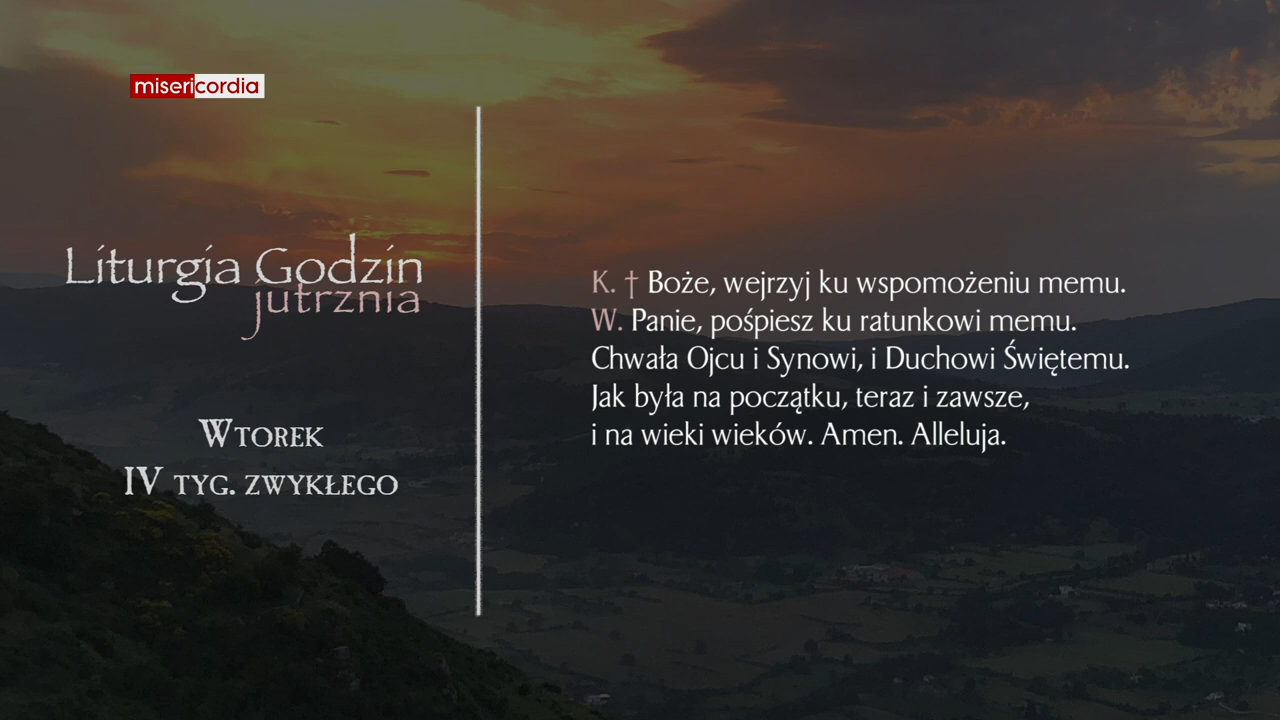 misericordia
Liturgia Godzin
jutrznia
Wtorek
IV tyg. zwykłego
K. † Boże, wejrzyj ku wspomożeniu memu.
W. Panie, pośpiesz ku ratunkowi memu.
Chwała Ojcu i Synowi, i Duchowi Świętemu.
Jak była na początku, teraz i zawsze,
i na wieki wieków. Amen. Alleluja.